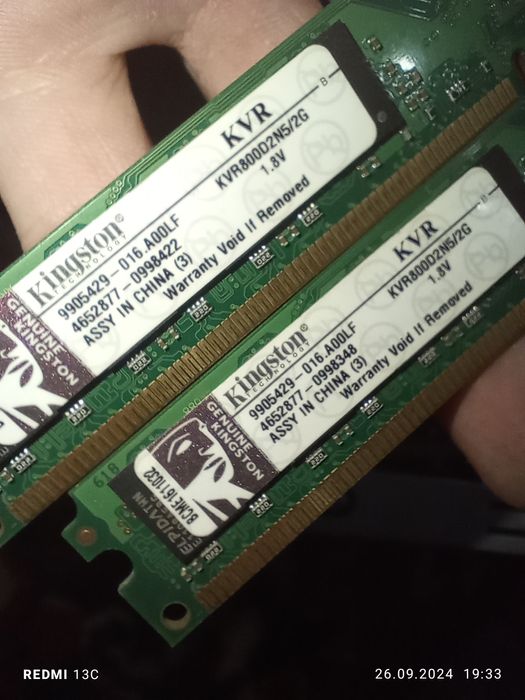 KVR
B
KVR800D2N5/2G
1.8V
Kingston®
TECHNOLOGY
9905429-016.A00LF
4652877-0998422
ASSY IN CHINA (3)
Warranty Void If Removed
GENUINE
KINGSTON
KVR
B
KVR800D2N5/2G
1.8V
Kingston®
TECHNOLOGY
9905429-016.A00LF
4652877-0998348
ASSY IN CHINA (3)
Warranty Void If Removed
GENUINE
KINGSTON
618
REDMI 13C
26.09.2024 19:33